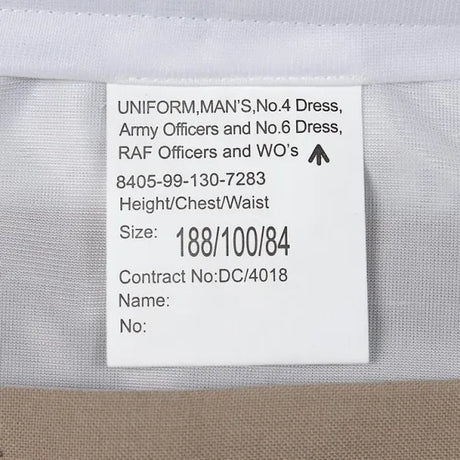 UNIFORM,MAN'S,No.4 Dress,
Army Officers and No.6 Dress,
RAF Officers and WO's
8405-99-130-7283
Height/Chest/Waist
Size: 188/100/84
Contract No:DC/4018
Name:
No: